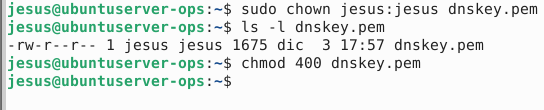 jesus@ubuntuserver-ops:~$ sudo chown jesus:jesus dnskey.pem
jesus@ubuntuserver-ops:~$ ls -l dnskey.pem
-rw-r--r-- 1 jesus jesus 1675 dic  3 17:57 dnskey.pem
jesus@ubuntuserver-ops:~$ chmod 400 dnskey.pem
jesus@ubuntuserver-ops:~$